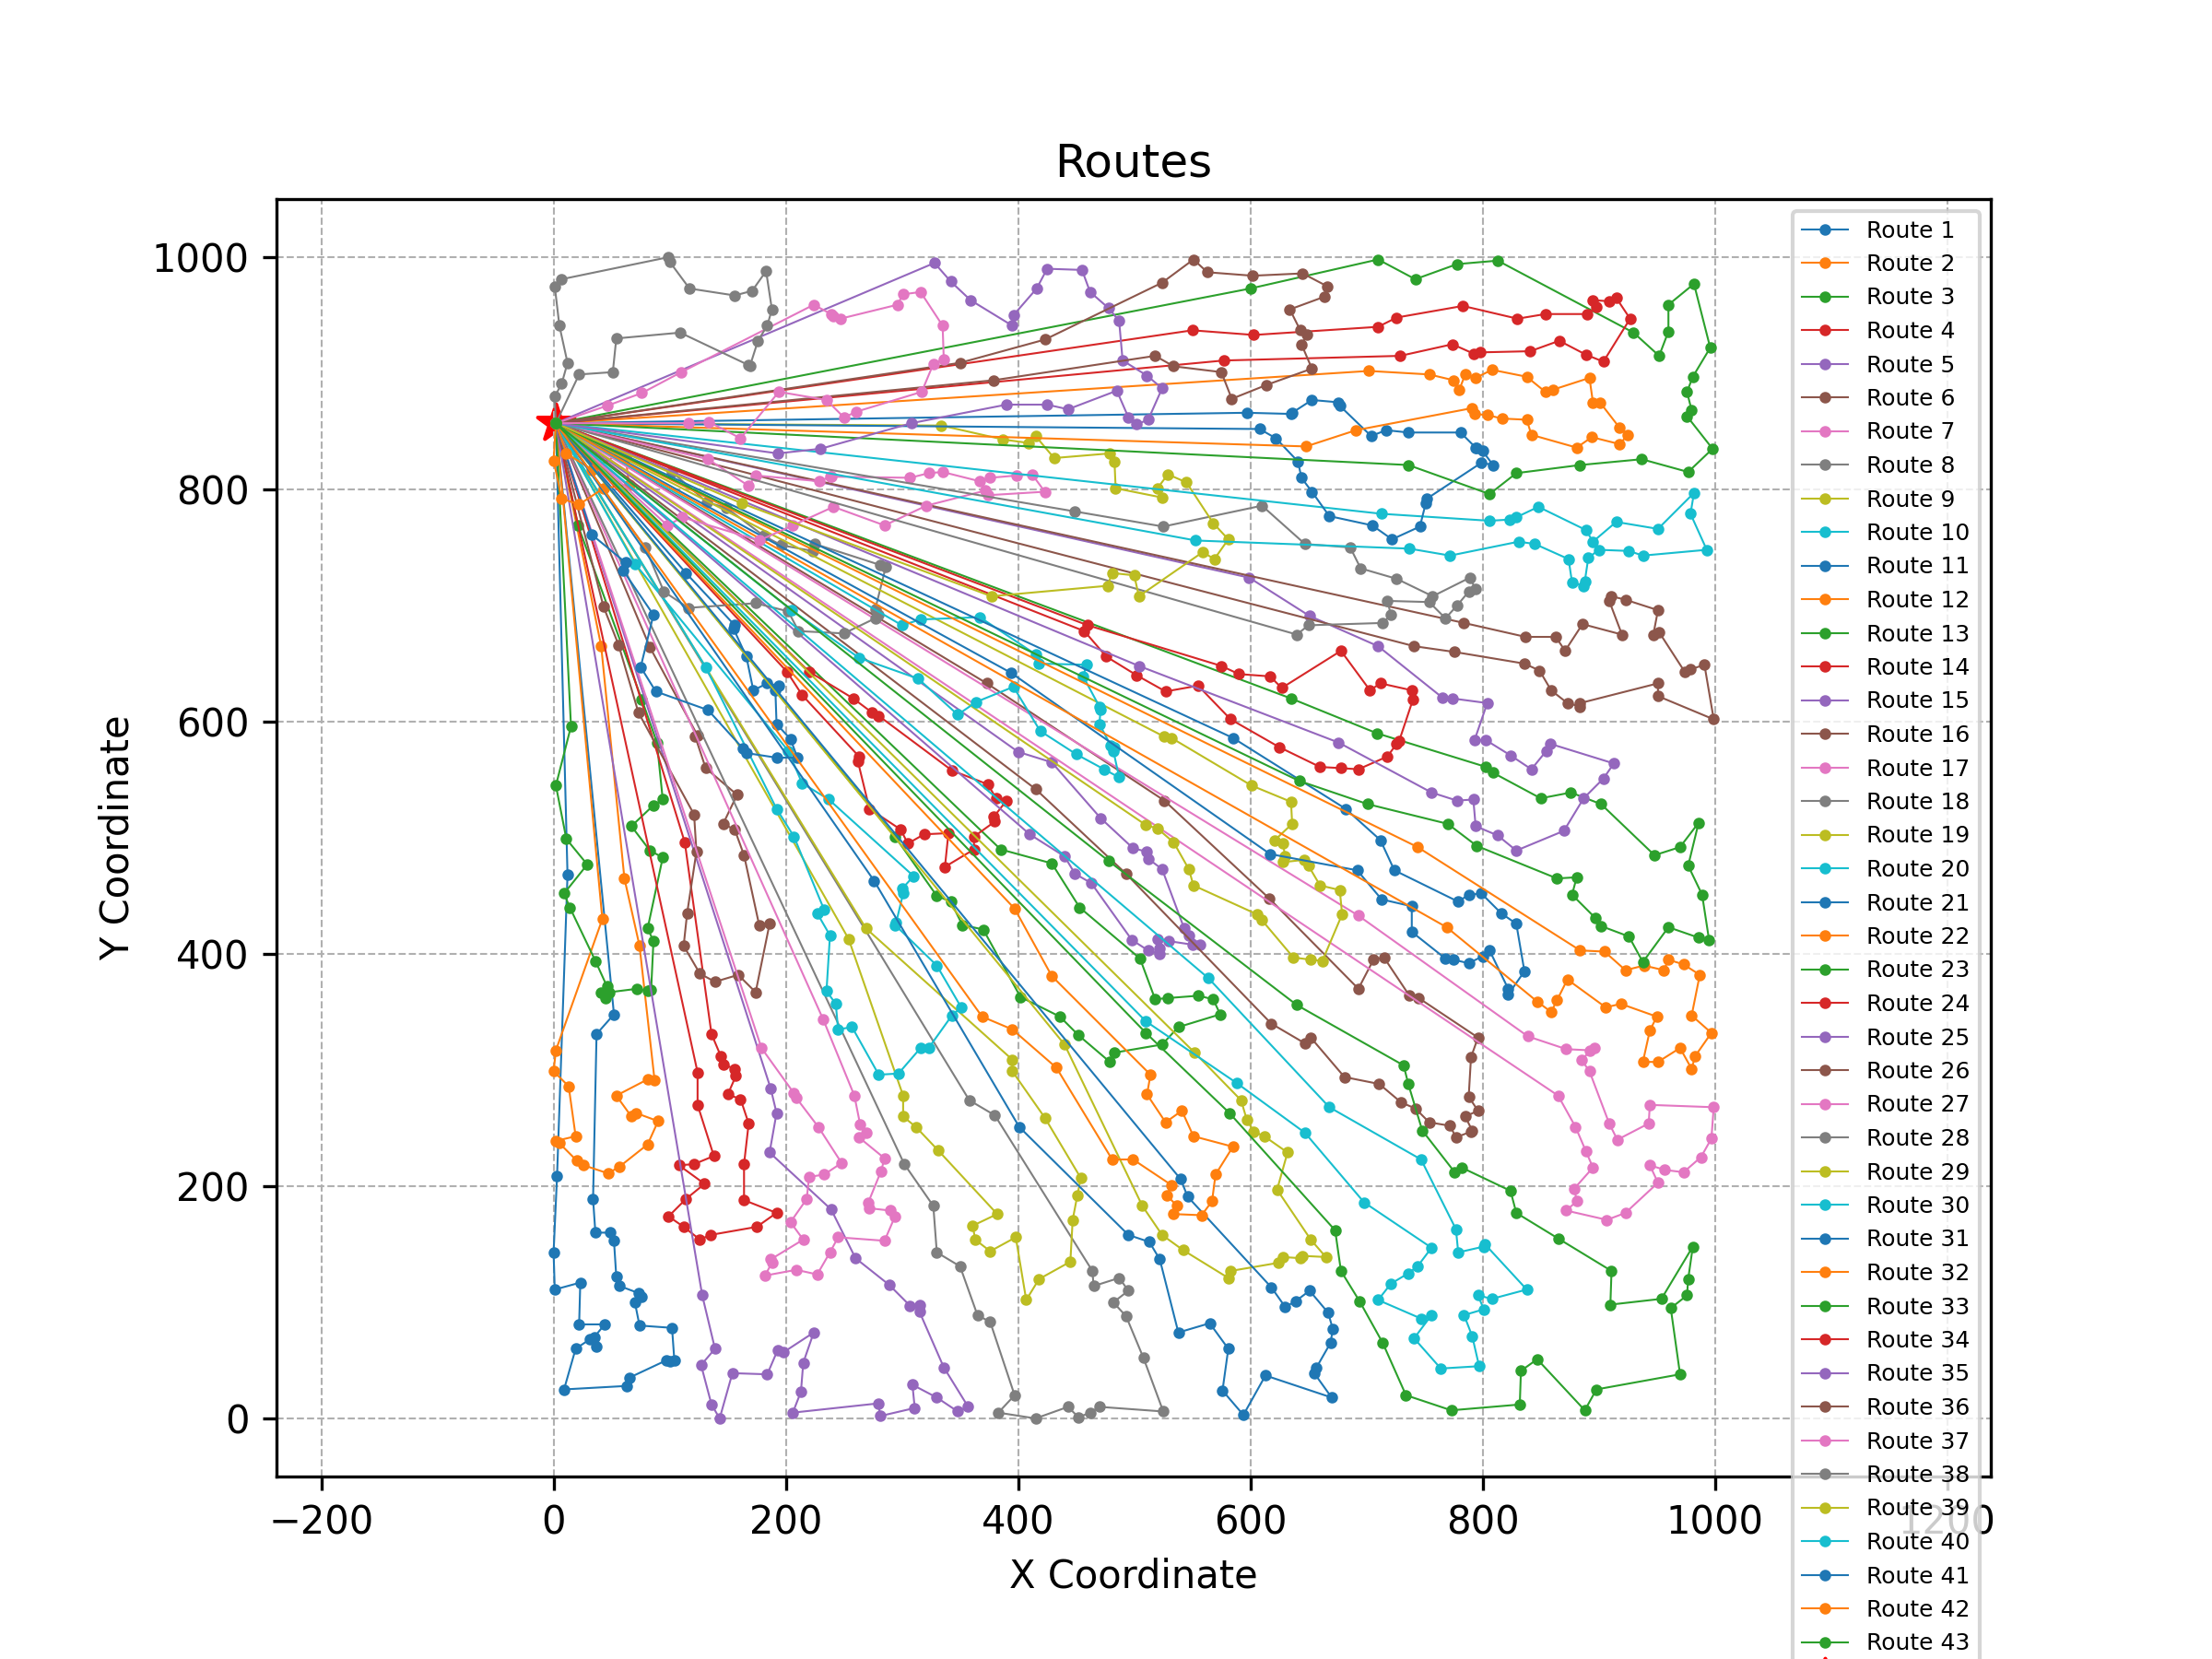 Routes
Y Coordinate
1000
800
600
400
200
0
−200
0
200
400
600
800
1000
1200
X Coordinate
Route 1
Route 2
Route 3
Route 4
Route 5
Route 6
Route 7
Route 8
Route 9
Route 10
Route 11
Route 12
Route 13
Route 14
Route 15
Route 16
Route 17
Route 18
Route 19
Route 20
Route 21
Route 22
Route 23
Route 24
Route 25
Route 26
Route 27
Route 28
Route 29
Route 30
Route 31
Route 32
Route 33
Route 34
Route 35
Route 36
Route 37
Route 38
Route 39
Route 40
Route 41
Route 42
Route 43